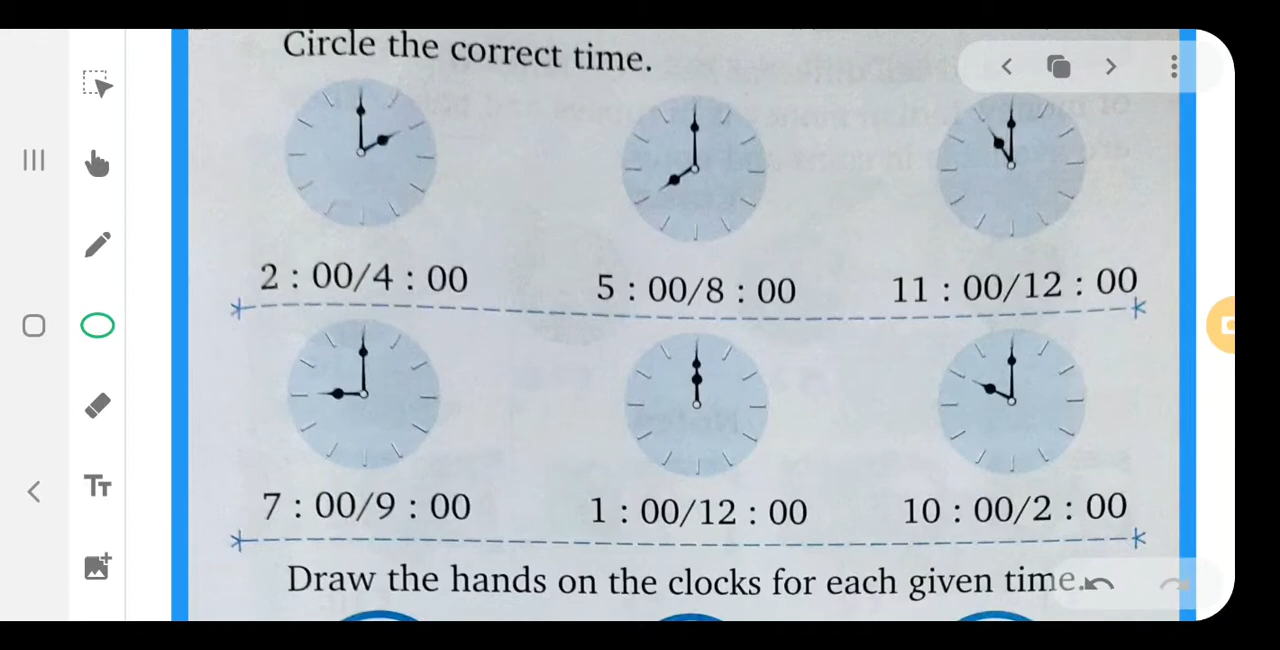 Circle the correct time.
2 : 00/4 : 00
5 : 00/8 : 00
11 : 00/12 : 00
7 : 00/9 : 00
1 : 00/12 : 00
10 : 00/2 : 00
Draw the hands on the clocks for each given time.
TT